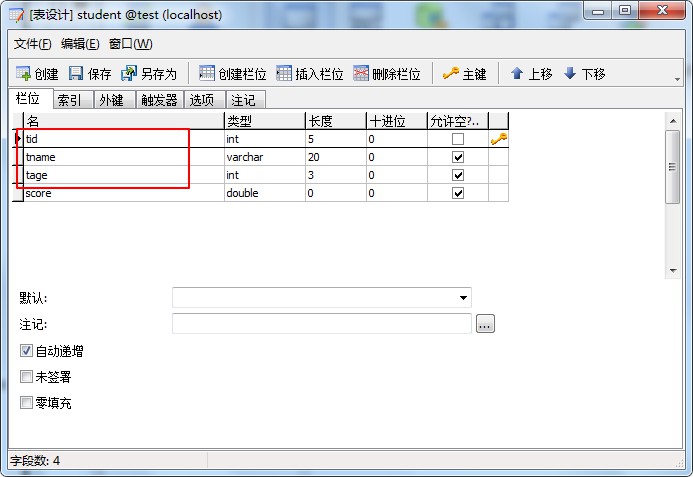 [表设计] student @test (localhost)
文件(F) 编辑(E) 窗口(W)
创建 保存 另存为 创建栏位 插入栏位 删除栏位 主键 上移 下移
栏位 索引 外键 触发器 选项 注记
名 类型 长度 十进位 允许空?..
tid int 5 0
tname varchar 20 0
tage int 3 0
score double 0 0
默认:
注记:
...
自动递增
未签署
零填充
字段数: 4